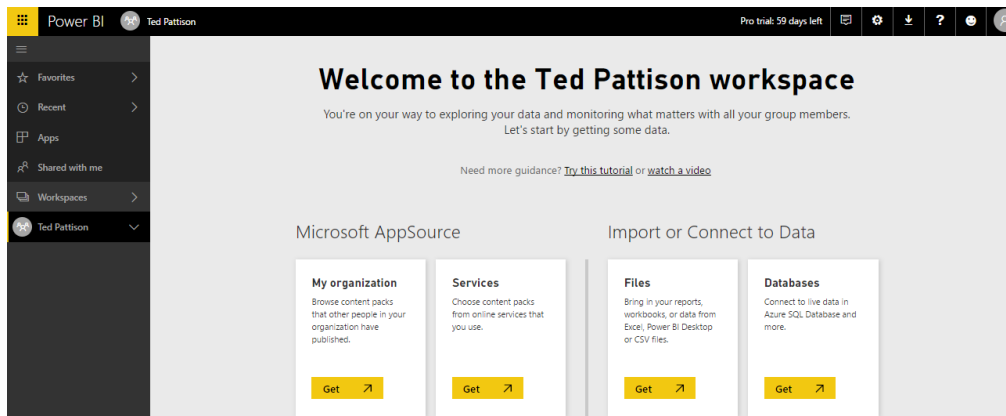 Power BI
Ted Pattison
Pro trial: 59 days left
?
Favorites
Recent
Apps
Shared with me
Workspaces
Ted Pattison
Welcome to the Ted Pattison workspace
You're on your way to exploring your data and monitoring what matters with all your group members.
Let's start by getting some data.
Need more guidance? Try this tutorial or watch a video
Microsoft AppSource
My organization
Browse content packs
that other people in your
organization have
published.
Get
Services
Choose content packs
from online services that
you use.
Get
Import or Connect to Data
Files
Bring in your reports,
workbooks, or data from
Excel, Power BI Desktop
or CSV files.
Get
Databases
Connect to live data in
Azure SQL Database and
more.
Get